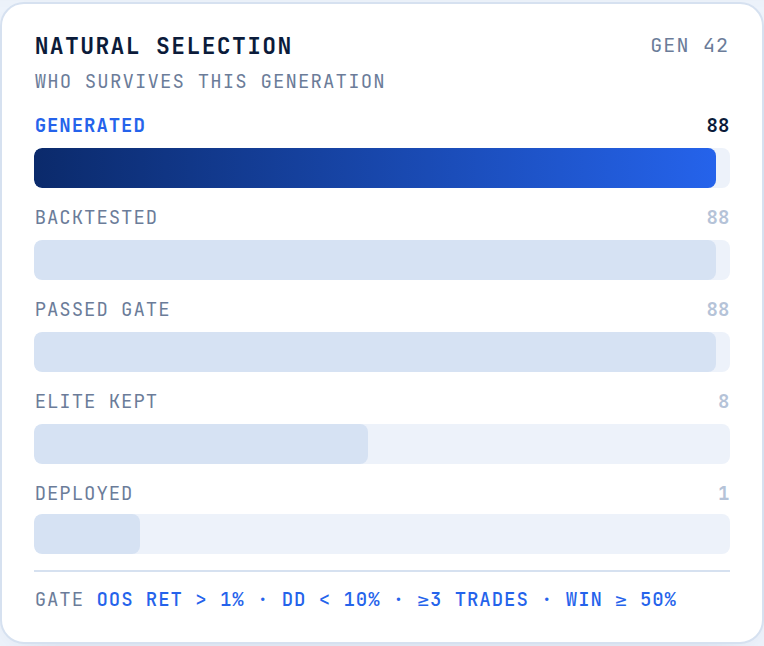 NATURAL SELECTION
GEN 42
WHO SURVIVES THIS GENERATION
GENERATED 88
BACKTESTED 88
PASSED GATE 88
ELITE KEPT 8
DEPLOYED 1
GATE OOS RET > 1% · DD < 10% · ≥3 TRADES · WIN ≥ 50%